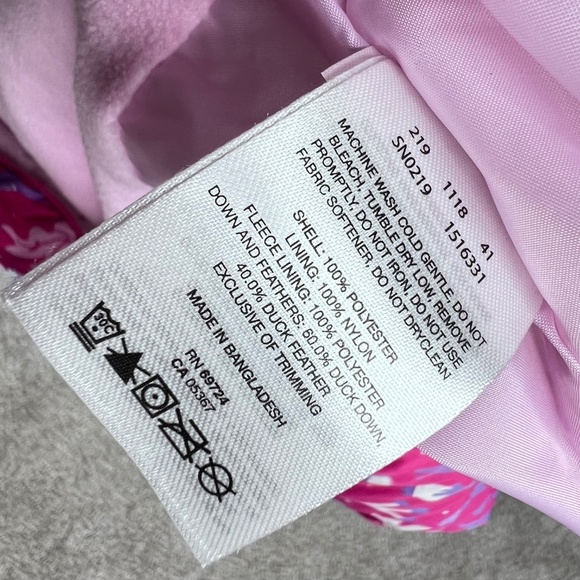 219 1118 41
SN0219 1516331
MACHINE WASH COLD GENTLE. DO NOT
BLEACH, TUMBLE DRY LOW, REMOVE
PROMPTLY. DO NOT IRON. DO NOT USE
FABRIC SOFTENER. DO NOT DRYCLEAN
SHELL: 100% POLYESTER
LINING: 100% NYLON
FLEECE LINING: 100% POLYESTER
DOWN AND FEATHERS: 60.0% DUCK DOWN
40.0% DUCK FEATHER
EXCLUSIVE OF TRIMMING
MADE IN BANGLADESH
RN 69724
CA 05367
30C